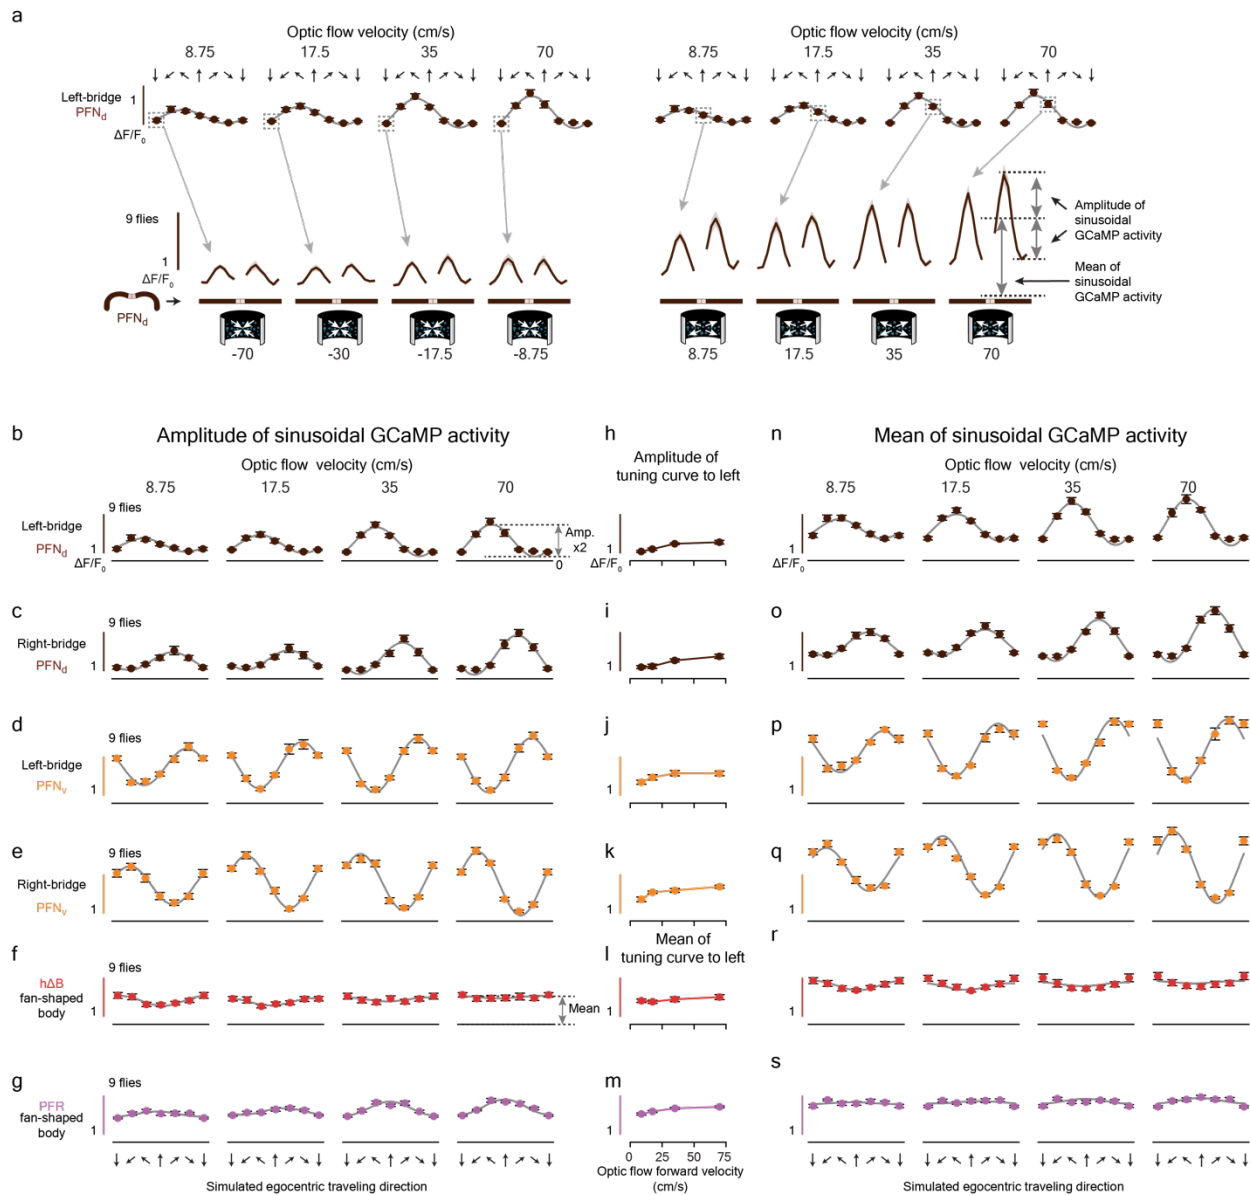 a
Optic flow velocity (cm/s)
8.75 17.5 35 70
Left-bridge
PFNd
1
ΔF/F0
9 flies
1
ΔF/F0
PFNd
-70 -30 -17.5 -8.75
Optic flow velocity (cm/s)
8.75 17.5 35 70
Amplitude of
sinusoidal
GCaMP activity
Mean of
sinusoidal
GCaMP activity
8.75 17.5 35 70
b Amplitude of sinusoidal GCaMP activity
Optic flow velocity (cm/s)
8.75 17.5 35 70
9 flies
Left-bridge
PFNd
1
ΔF/F0
Amp.
x2
0
c
9 flies
Right-bridge
PFNd
1
d
9 flies
Left-bridge
PFNv
1
e
9 flies
Right-bridge
PFNv
1
f
9 flies
hΔB
fan-shaped
body
1
Mean
g
9 flies
PFR
fan-shaped
body
1
Simulated egocentric traveling direction
h
Amplitude of
tuning curve to left
1
ΔF/F0
i
1
j
1
k
1
l
Mean of
tuning curve to left
1
m
1
0 25 50 75
Optic flow forward velocity
(cm/s)
n Mean of sinusoidal GCaMP activity
Optic flow velocity (cm/s)
8.75 17.5 35 70
1
ΔF/F0
o
1
p
1
q
1
r
1
s
1
Simulated egocentric traveling direction